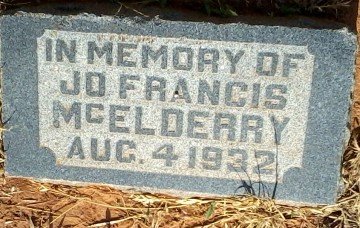 IN MEMORY OF
JO FRANCIS
McELDERRY
AUG. 4 1932